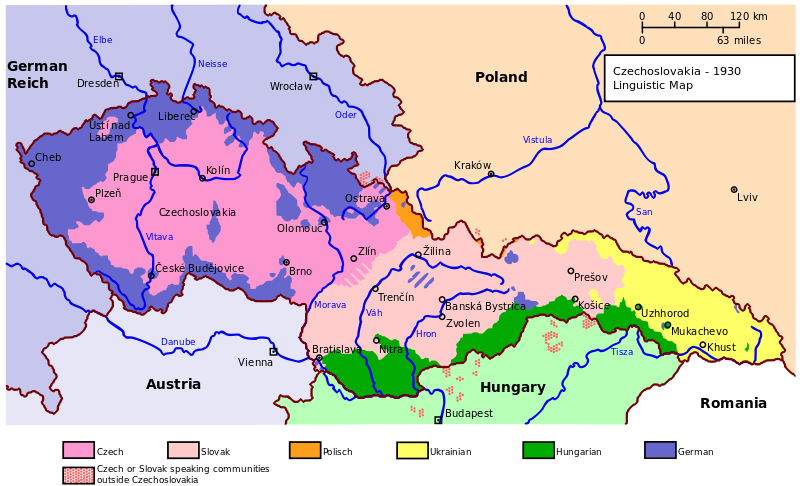 0 40 80 120 km
0 63 miles
Czechoslovakia - 1930
Linguistic Map
German
Reich
Elbe
Neisse
Dresden
Wrocław
Poland
Oder
Vistula
Ústí nad
Labem
Liberec
Cheb
Prague
Kolín
Kraków
Plzeň
Ostrava
Lviv
Czechoslovakia
San
Olomouc
Vltava
Zlín
Žilina
České Budějovice
Brno
Prešov
Trenčín
Morava
Váh
Banská Bystrica
Košice
Uzhhorod
Zvolen
Mukachevo
Hron
Danube
Bratislava
Nitra
Tisza
Khust
Vienna
Austria
Hungary
Romania
Budapest
Czech
Slovak
Polisch
Ukrainian
Hungarian
German
Czech or Slovak speaking communities
outside Czechoslovakia